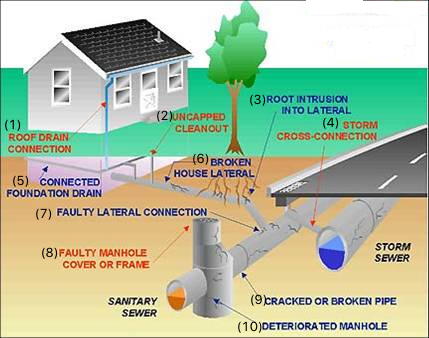 (1) ROOF DRAIN
CONNECTION
(2) UNCAPPED
CLEANOUT
(3) ROOT INTRUSION
INTO LATERAL
(4) STORM
CROSS-CONNECTION
(5) CONNECTED
FOUNDATION DRAIN
(6) BROKEN
HOUSE LATERAL
(7) FAULTY LATERAL CONNECTION
(8) FAULTY MANHOLE
COVER OR FRAME
STORM
SEWER
SANITARY
SEWER
(9) CRACKED OR BROKEN PIPE
(10) DETERIORATED MANHOLE